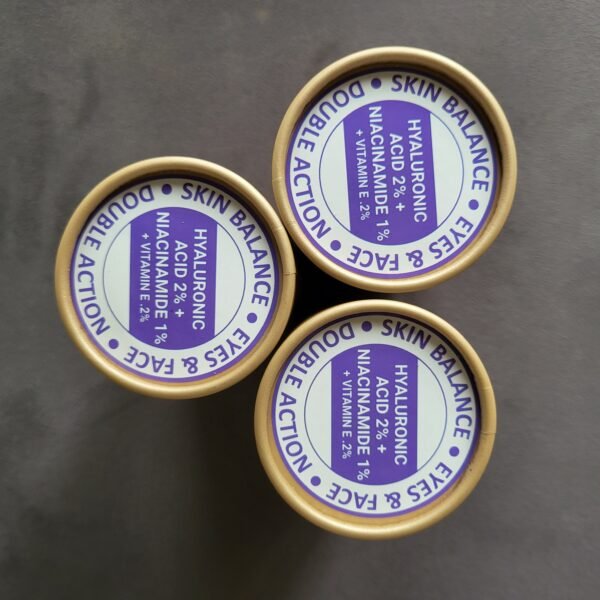 DOUBLE ACTION • SKIN BALANCE • EYES & FACE •
HYALURONIC
ACID 2% +
NIACINAMIDE 1%
+ VITAMIN E .2%
DOUBLE ACTION • SKIN BALANCE • EYES & FACE •
HYALURONIC
ACID 2% +
NIACINAMIDE 1%
+ VITAMIN E .2%
DOUBLE ACTION • SKIN BALANCE • EYES & FACE •
HYALURONIC
ACID 2% +
NIACINAMIDE 1%
+ VITAMIN E .2%